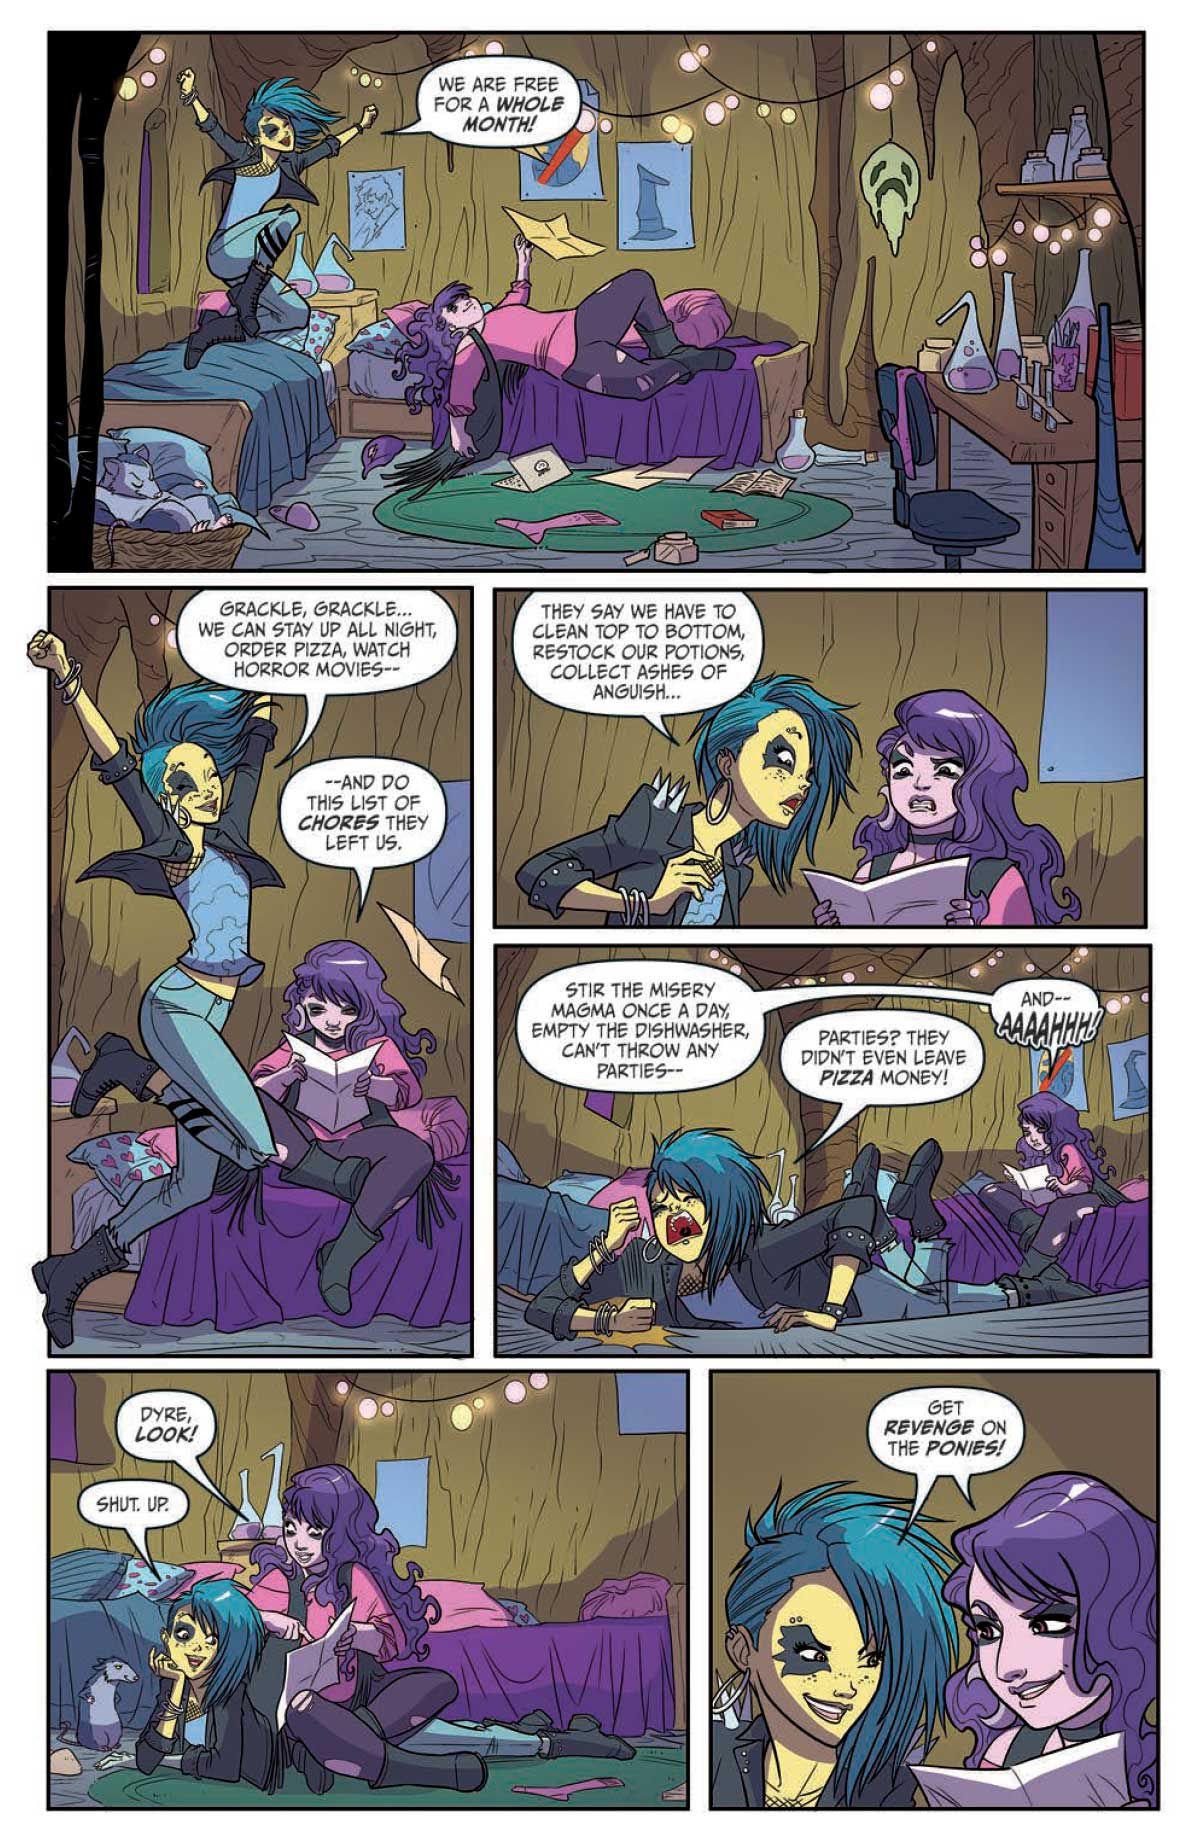 WE ARE FREE
FOR A WHOLE
MONTH!
GRACKLE, GRACKLE...
WE CAN STAY UP ALL NIGHT,
ORDER PIZZA, WATCH
HORROR MOVIES--
--AND DO
THIS LIST OF
CHORES THEY
LEFT US.
THEY SAY WE HAVE TO
CLEAN TOP TO BOTTOM,
RESTOCK OUR POTIONS,
COLLECT ASHES OF
ANGUISH...
STIR THE MISERY
MAGMA ONCE A DAY,
EMPTY THE DISHWASHER,
CAN'T THROW ANY
PARTIES--
PARTIES? THEY
DIDN'T EVEN LEAVE
PIZZA MONEY!
AND--
AAAAHHH!
DYRE,
LOOK!
SHUT. UP.
GET
REVENGE ON
THE PONIES!